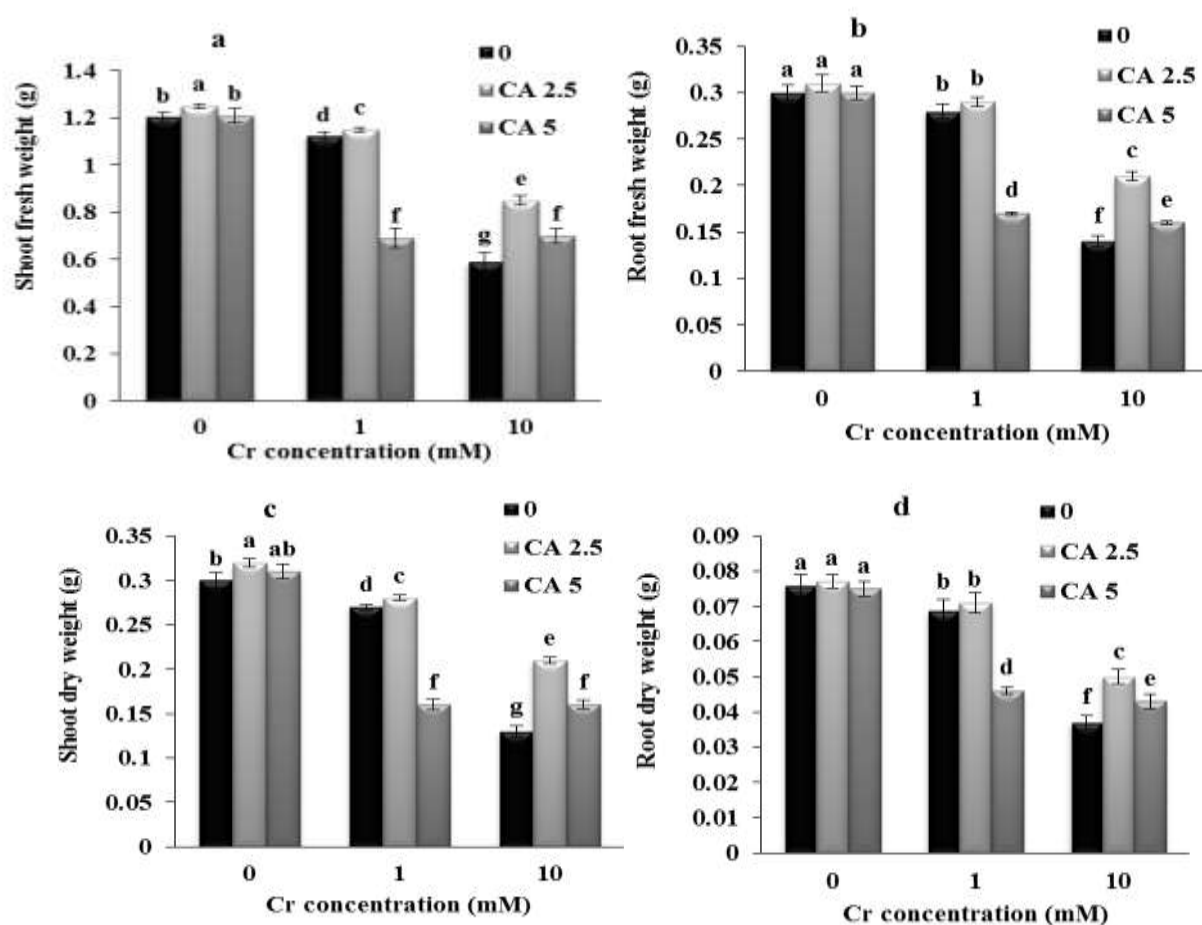 a
0
CA 2.5
CA 5
Shoot fresh weight (g)
1.4
1.2
1
0.8
0.6
0.4
0.2
0
b a b
d c f
g e f
0 1 10
Cr concentration (mM)
b
0
CA 2.5
CA 5
Root fresh weight (g)
0.35
0.3
0.25
0.2
0.15
0.1
0.05
0
a a a
b b d
f c e
0 1 10
Cr concentration (mM)
c
0
CA 2.5
CA 5
Shoot dry weight (g)
0.35
0.3
0.25
0.2
0.15
0.1
0.05
0
b a ab
d c f
g e f
0 1 10
Cr concentration (mM)
d
0
CA 2.5
CA 5
Root dry weight (g)
0.09
0.08
0.07
0.06
0.05
0.04
0.03
0.02
0.01
0
a a a
b b d
f c e
0 1 10
Cr concentration (mM)